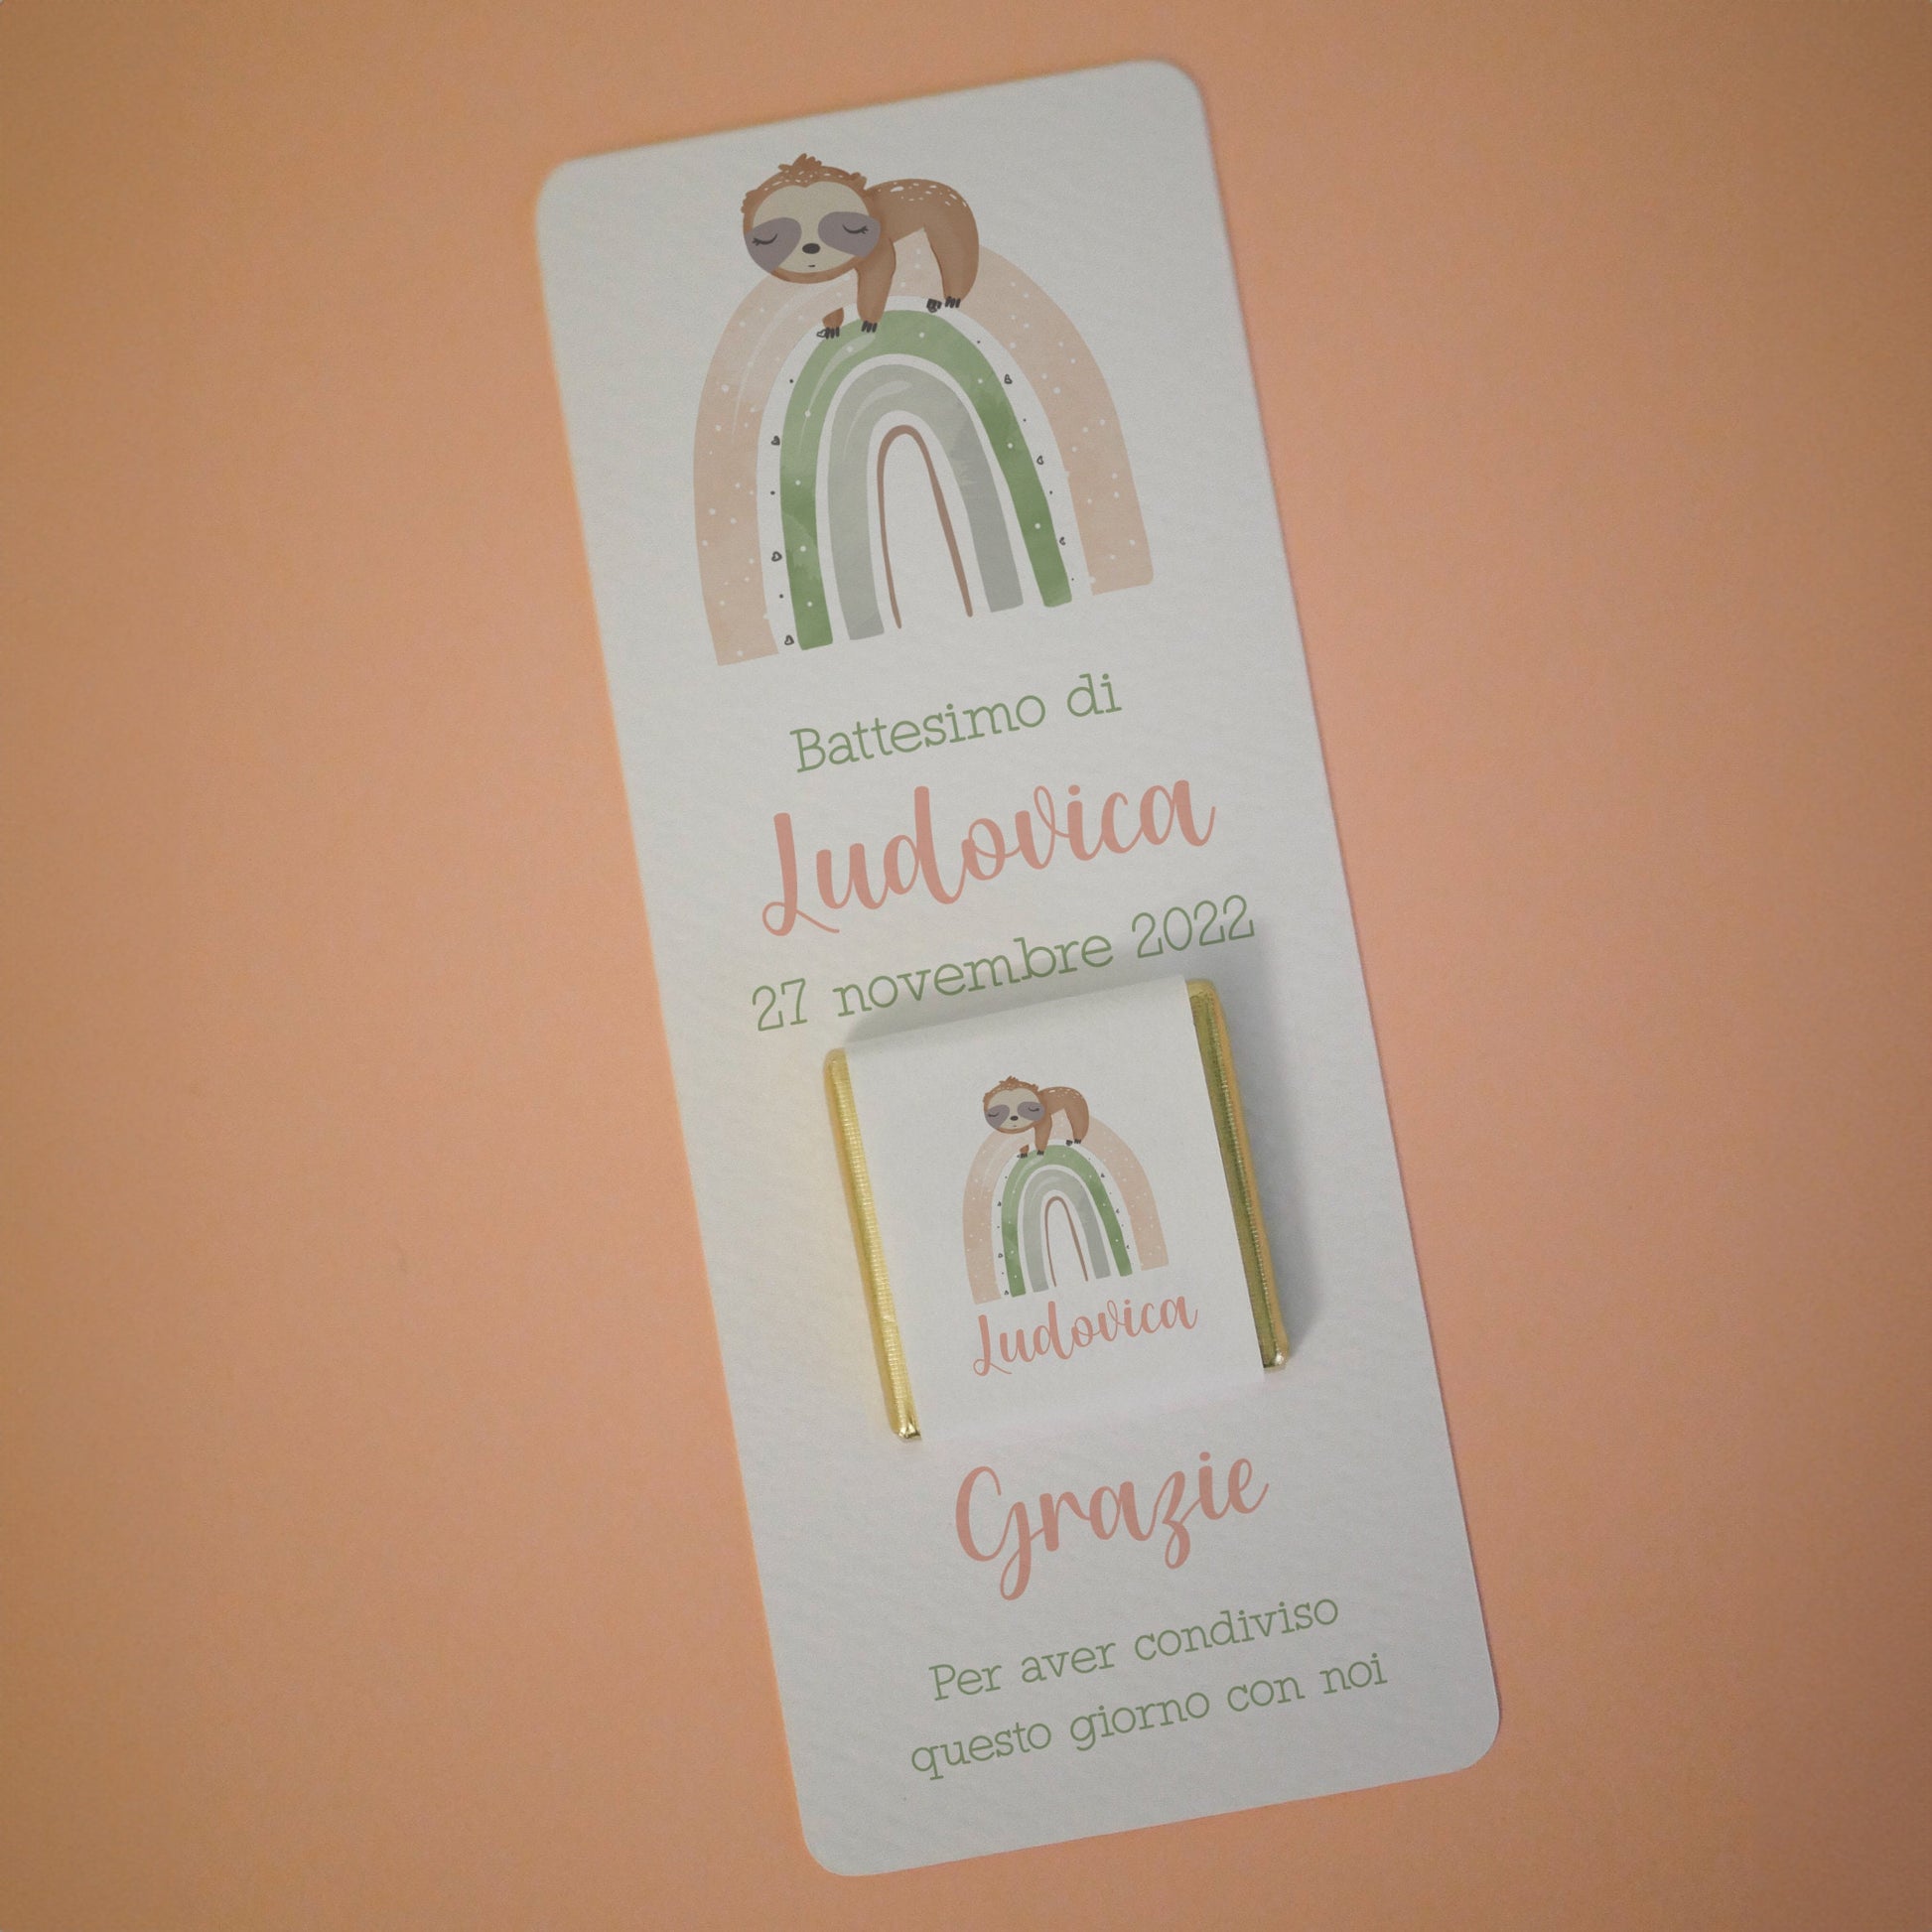 Battesimo di
Ludovica
27 novembre 2022
Ludovica
Grazie
Per aver condiviso
questo giorno con noi